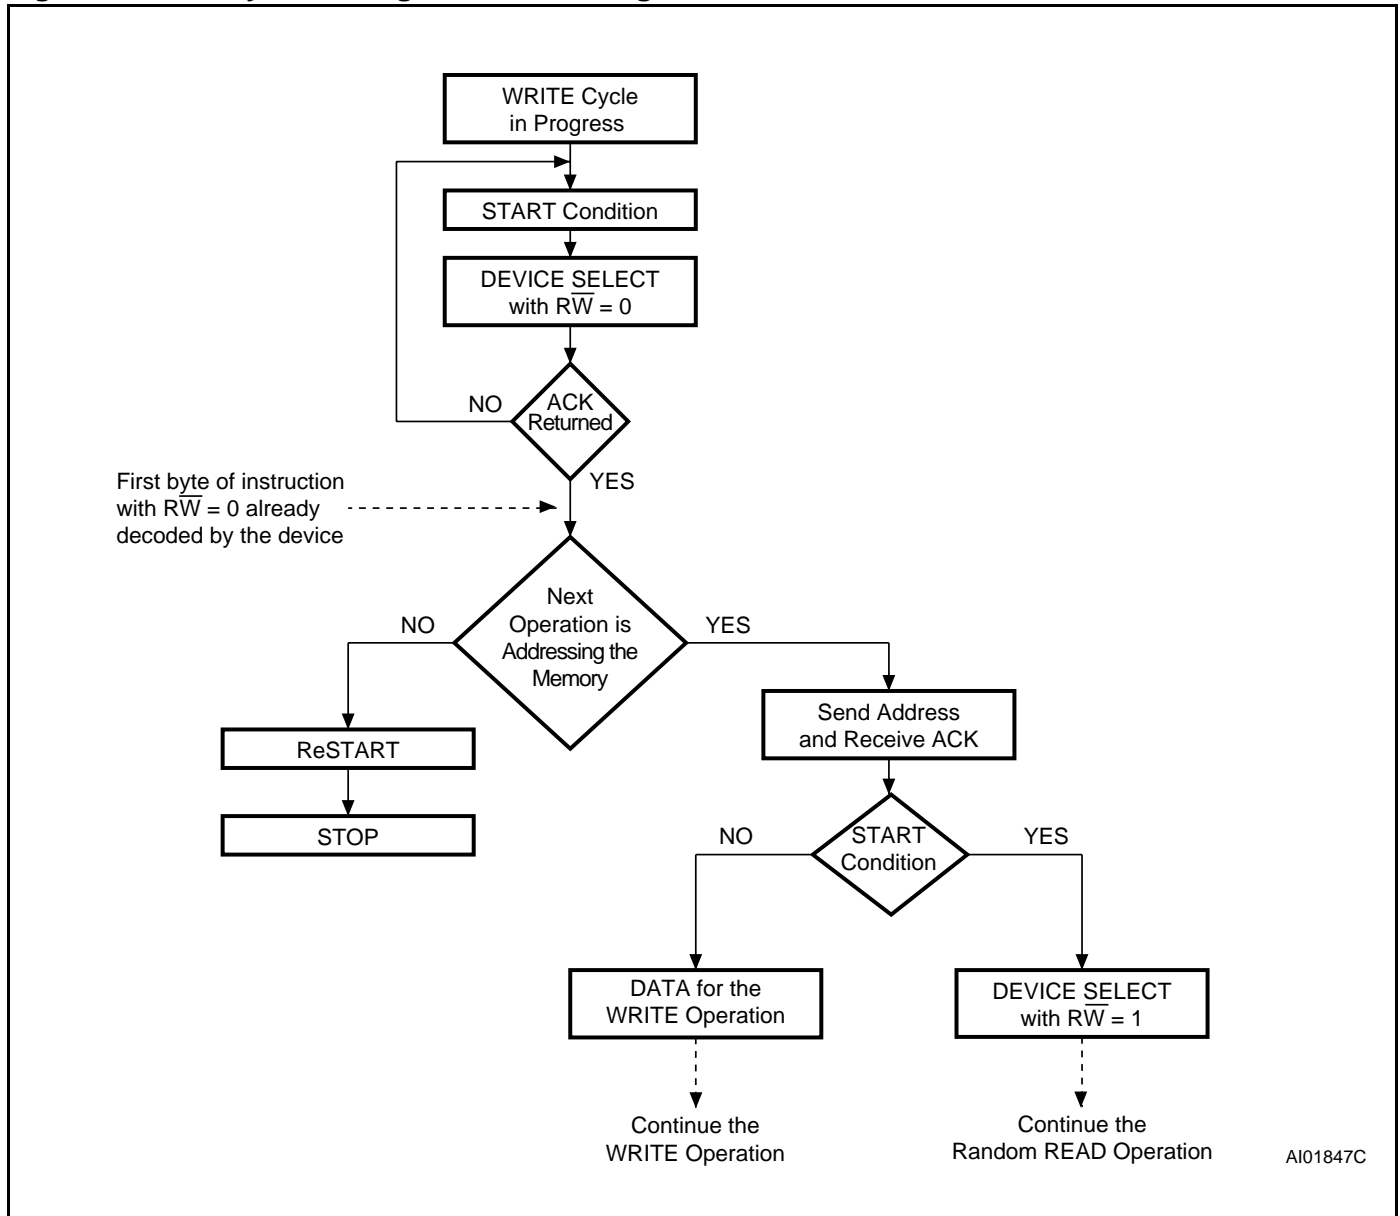 WRITE Cycle
in Progress
START Condition
DEVICE SELECT
with RW̅ = 0
ACK
Returned
NO
YES
First byte of instruction
with RW̅ = 0 already
decoded by the device
Next
Operation is
Addressing the
Memory
NO
YES
ReSTART
STOP
Send Address
and Receive ACK
START
Condition
NO
YES
DATA for the
WRITE Operation
DEVICE SELECT
with RW̅ = 1
Continue the
WRITE Operation
Continue the
Random READ Operation
AI01847C